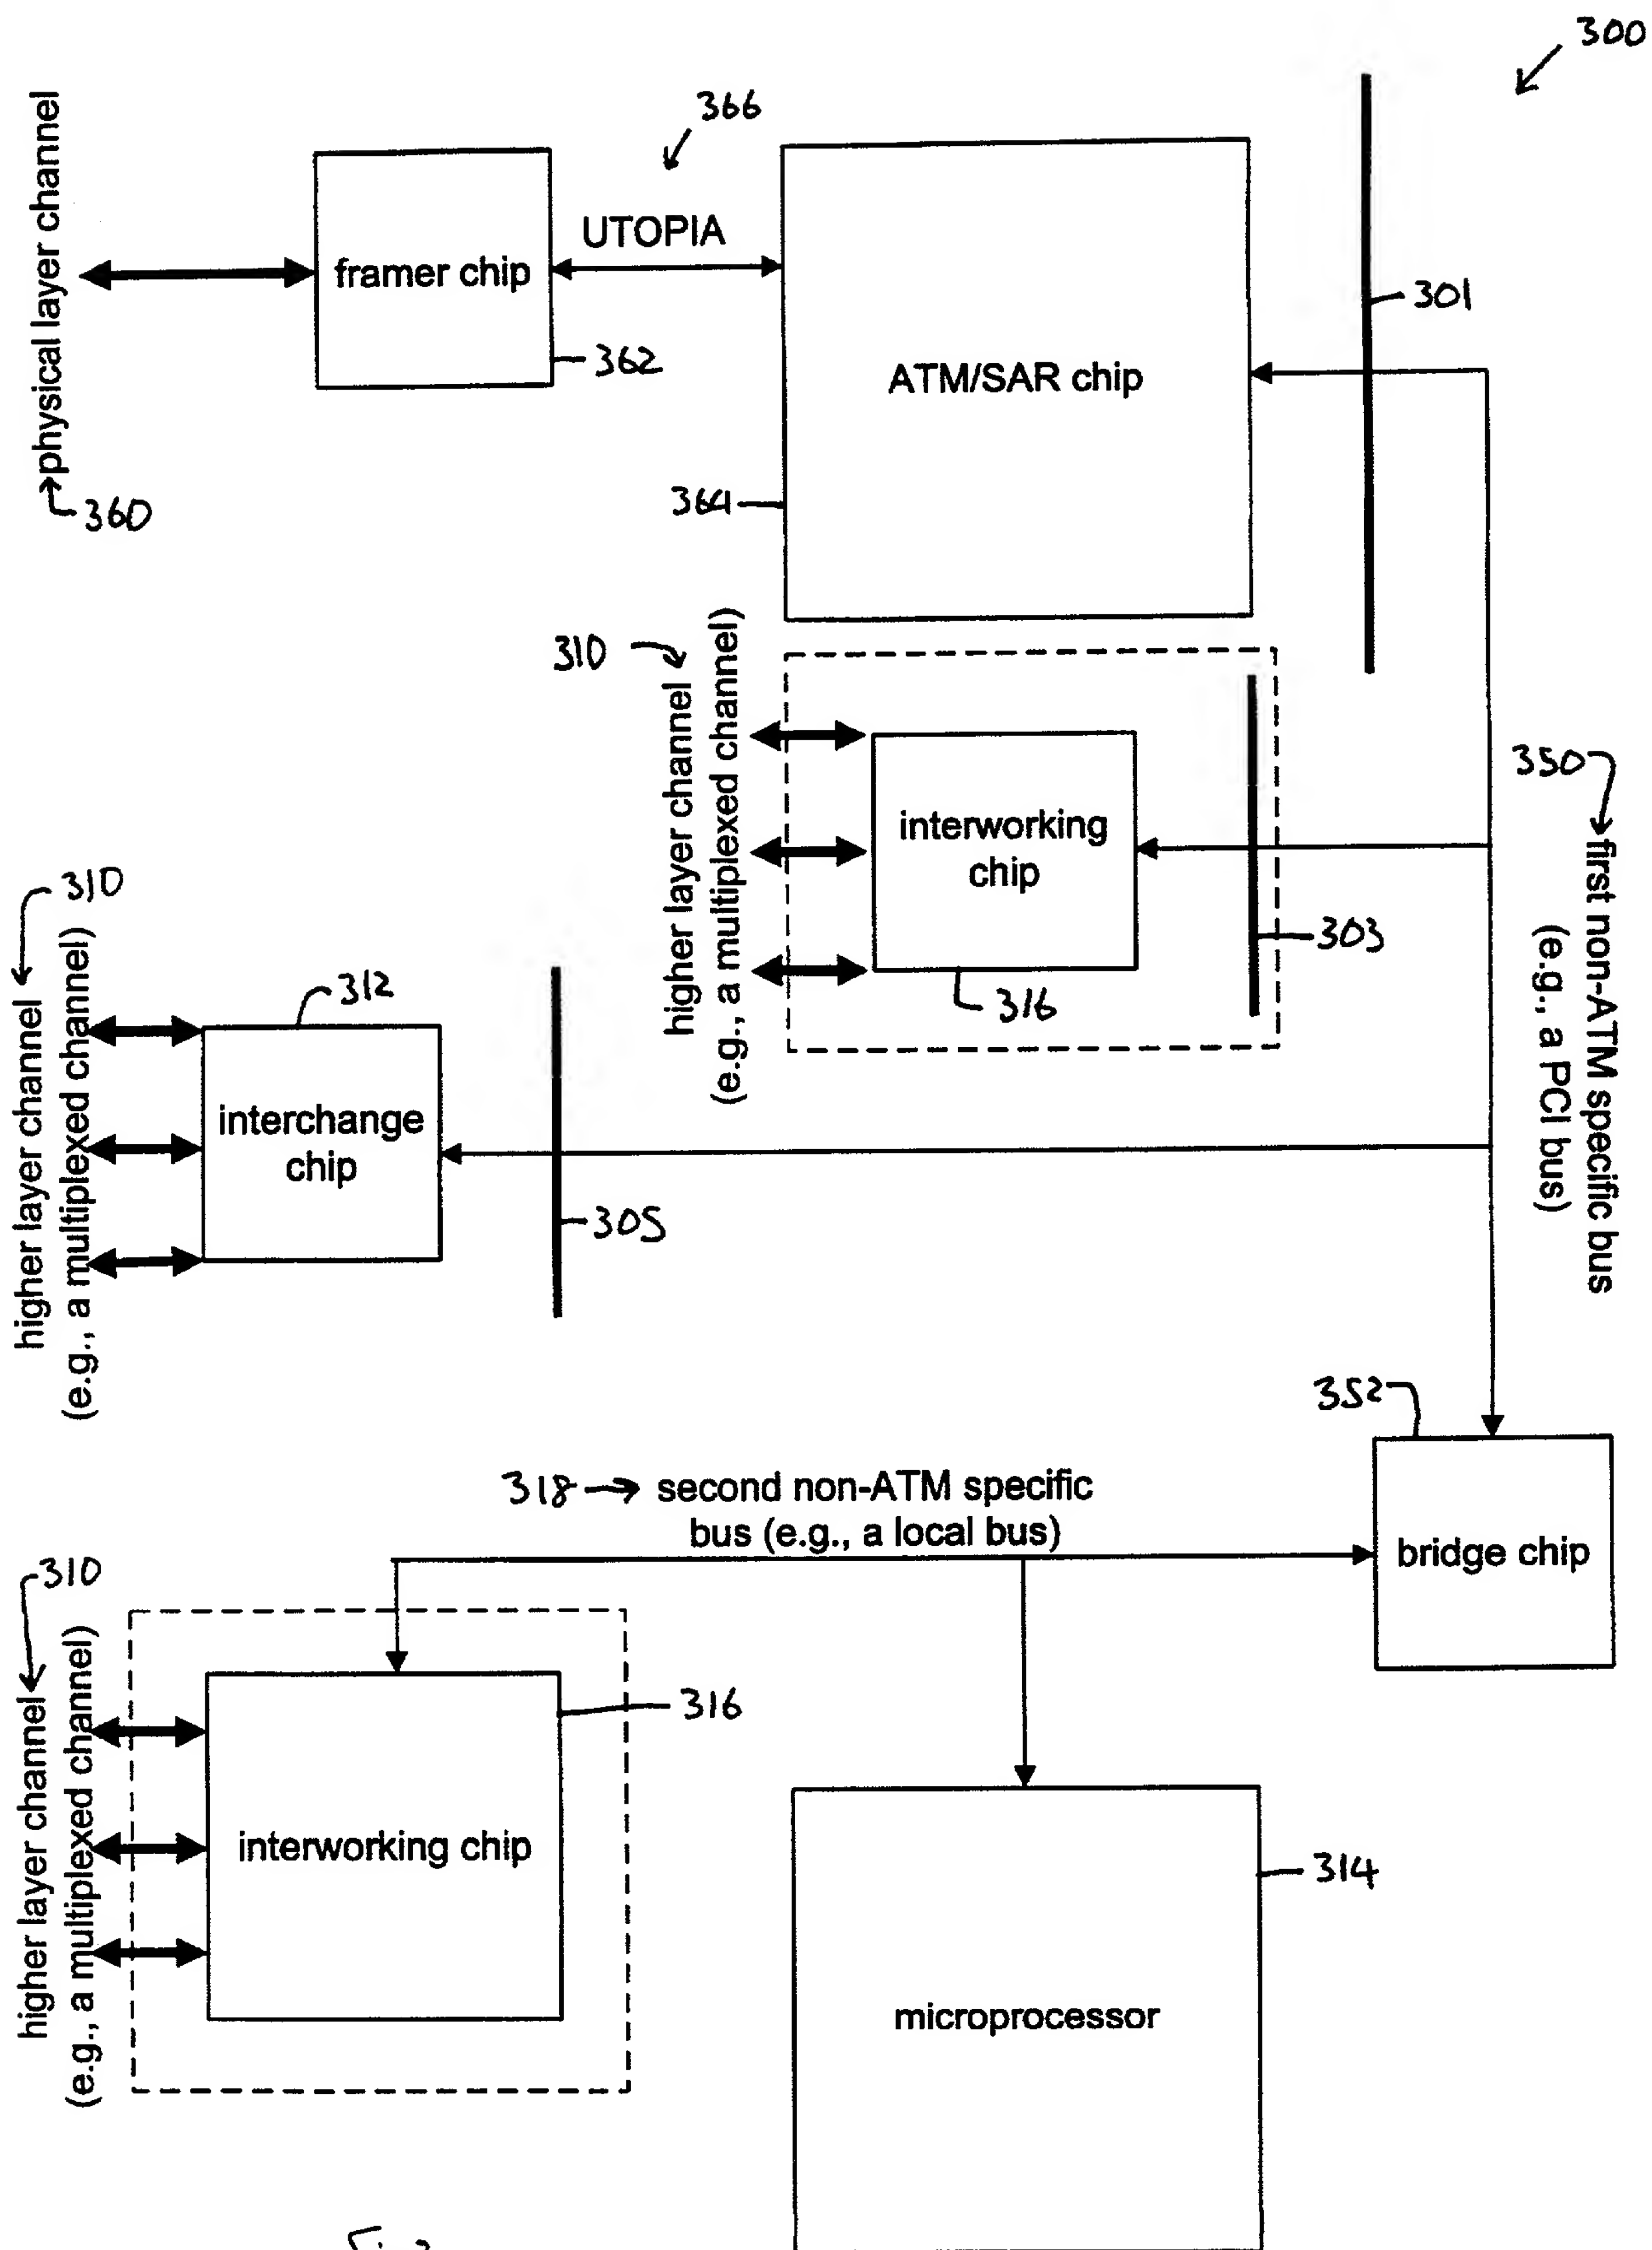 300
366
UTOPIA
framer chip
362
physical layer channel
360
ATM/SAR chip
364
301
310
higher layer channel
(e.g., a multiplexed channel)
interworking
chip
316
303
350
first non-ATM specific bus
(e.g., a PCI bus)
310
higher layer channel
(e.g., a multiplexed channel)
312
interchange
chip
305
352
bridge chip
318
second non-ATM specific
bus (e.g., a local bus)
310
higher layer channel
(e.g., a multiplexed channel)
interworking chip
316
microprocessor
314